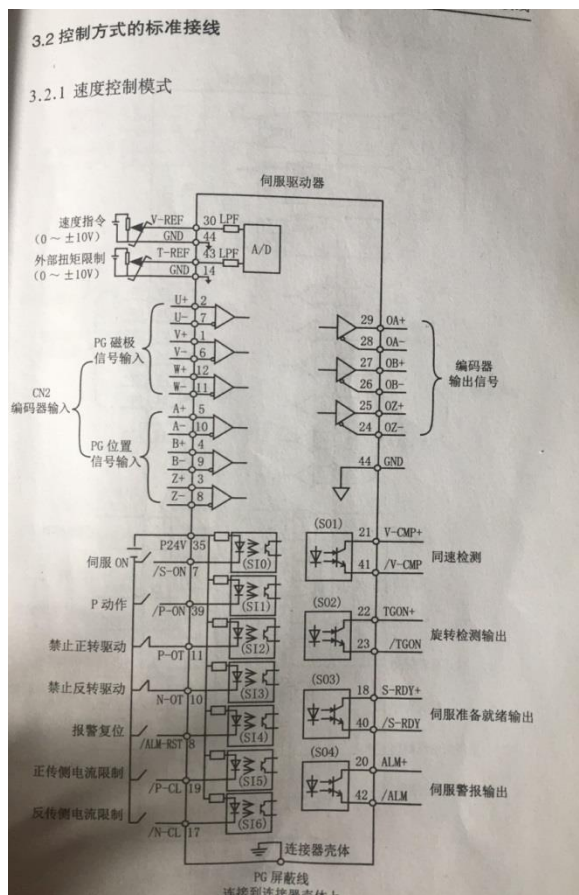 3.2 控制方式的标准接线
3.2.1 速度控制模式
伺服驱动器
速度指令
(0 ~ ±10V)
V-REF 30 LPF
GND 44
外部扭矩限制
(0 ~ ±10V)
T-REF 43 LPF
GND 14
A/D
CN2
编码器输入
PG 磁极
信号输入
U+ 2
U- 7
V+ 1
V- 6
W+ 12
W- 11
PG 位置
信号输入
A+ 5
A- 10
B+ 4
B- 9
Z+ 3
Z- 8
29 OA+
28 OA-
27 OB+
26 OB-
25 OZ+
24 OZ-
编码器
输出信号
44 GND
P24V 35
伺服 ON
/S-ON 7
(SI0)
P 动作
/P-ON 39
(SI1)
禁止正转驱动
P-OT 11
(SI2)
禁止反转驱动
N-OT 10
(SI3)
报警复位
/ALM-RST 8
(SI4)
正传侧电流限制
/P-CL 19
(SI5)
反传侧电流限制
/N-CL 17
(SI6)
(SO1)
21 V-CMP+
41 /V-CMP
同速检测
(SO2)
22 TGON+
23 /TGON
旋转检测输出
(SO3)
18 S-RDY+
40 /S-RDY
伺服准备就绪输出
(SO4)
20 ALM+
42 /ALM
伺服警报输出
连接器壳体
PG 屏蔽线
连接到连接器壳体上